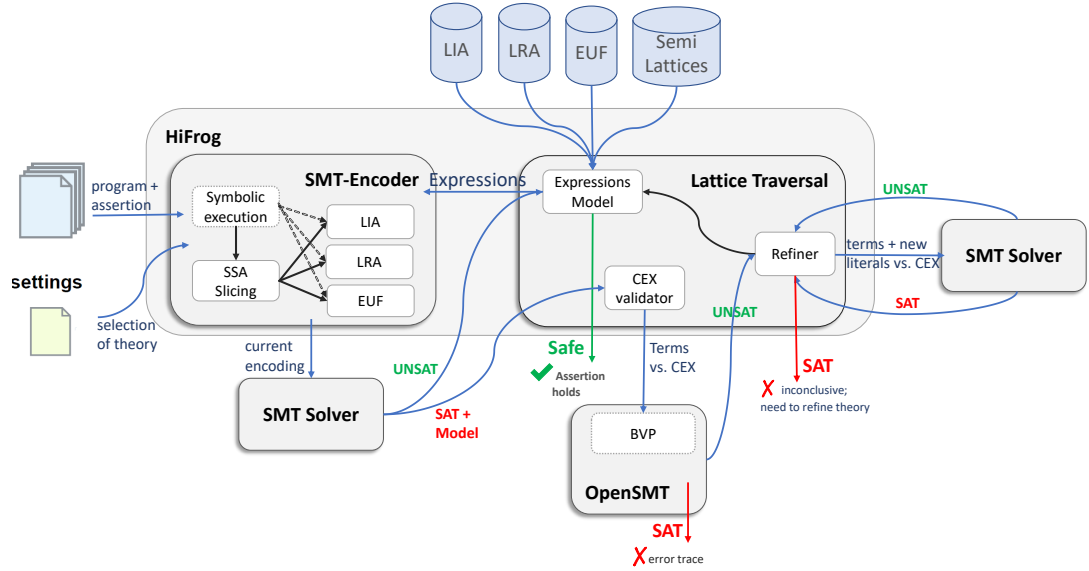 LIA
LRA
EUF
Semi
Lattices
HiFrog
SMT-Encoder
Expressions
Expressions
Model
Lattice Traversal
UNSAT
program +
assertion
Symbolic
execution
LIA
LRA
EUF
SSA
Slicing
Refiner
terms + new
literals vs. CEX
SMT Solver
SAT
settings
selection
of theory
CEX
validator
UNSAT
current
encoding
UNSAT
Safe
Assertion
holds
Terms
vs. CEX
SAT
inconclusive;
need to refine theory
SMT Solver
SAT +
Model
BVP
OpenSMT
SAT
error trace